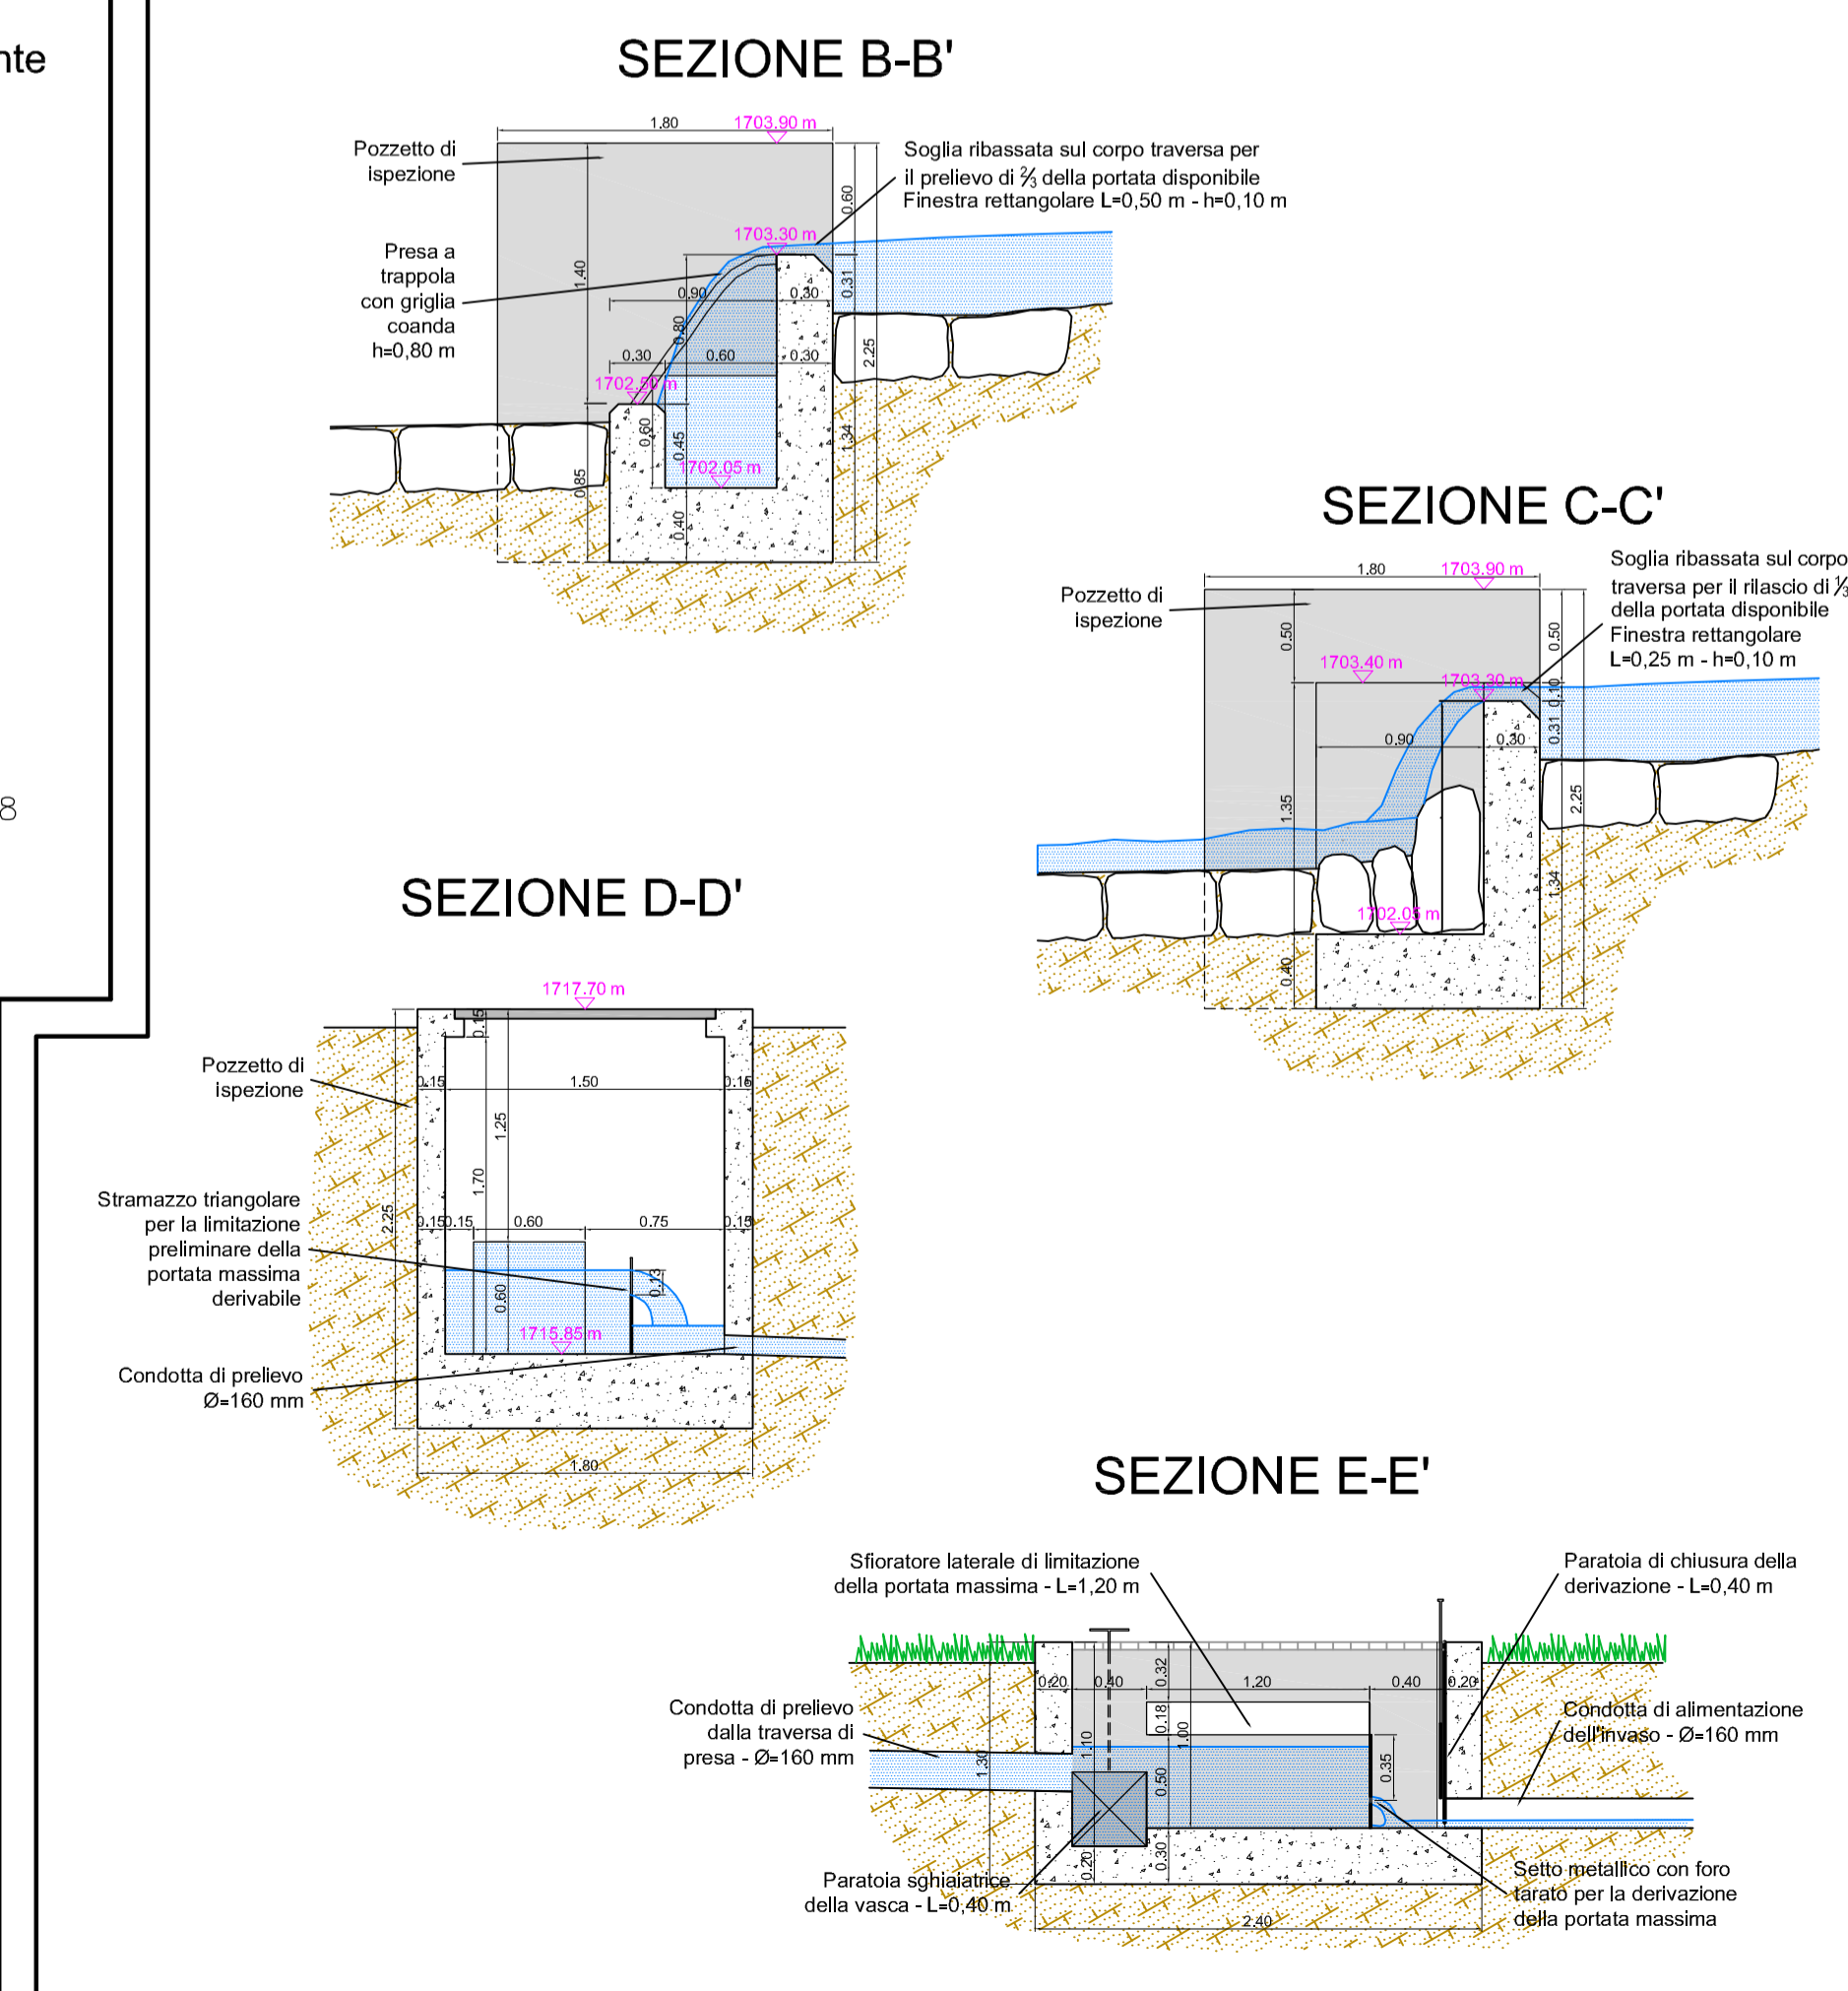 nte
8
SEZIONE B-B'
1.80
1703.90 m
Pozzetto di
ispezione
Soglia ribassata sul corpo traversa per
il prelievo di ⅔ della portata disponibile
Finestra rettangolare L=0,50 m - h=0,10 m
0.60
1703.30 m
Presa a
trappola
con griglia
coanda
h=0,80 m
1.40
0.90
0.30
0.31
0.80
2.25
0.30
0.60
0.30
1702.50 m
0.60
0.45
1.34
1702.05 m
0.85
0.40
SEZIONE C-C'
1.80
1703.90 m
Pozzetto di
ispezione
Soglia ribassata sul corpo
traversa per il rilascio di ⅓
della portata disponibile
Finestra rettangolare
L=0,25 m - h=0,10 m
0.50
0.50
1703.40 m
1703.30 m
0.10
0.31
0.90
0.30
1.35
2.25
1.34
1702.05 m
0.40
SEZIONE D-D'
1717.70 m
0.15
Pozzetto di
ispezione
0.15
1.50
0.15
1.25
1.70
2.25
Stramazzo triangolare
per la limitazione
preliminare della
portata massima
derivabile
0.15
0.15
0.60
0.75
0.15
0.13
0.60
1715.85 m
Condotta di prelievo
Ø=160 mm
1.80
SEZIONE E-E'
Sfioratore laterale di limitazione
della portata massima - L=1,20 m
Paratoia di chiusura della
derivazione - L=0,40 m
0.32
0.20
0.40
1.20
0.40
0.20
Condotta di prelievo
dalla traversa di
presa - Ø=160 mm
Condotta di alimentazione
dell'invaso - Ø=160 mm
0.18
1.00
1.10
1.30
0.35
0.50
0.20
0.30
Paratoia sghiaiatrice
della vasca - L=0,40 m
Setto metallico con foro
tarato per la derivazione
della portata massima
2.40